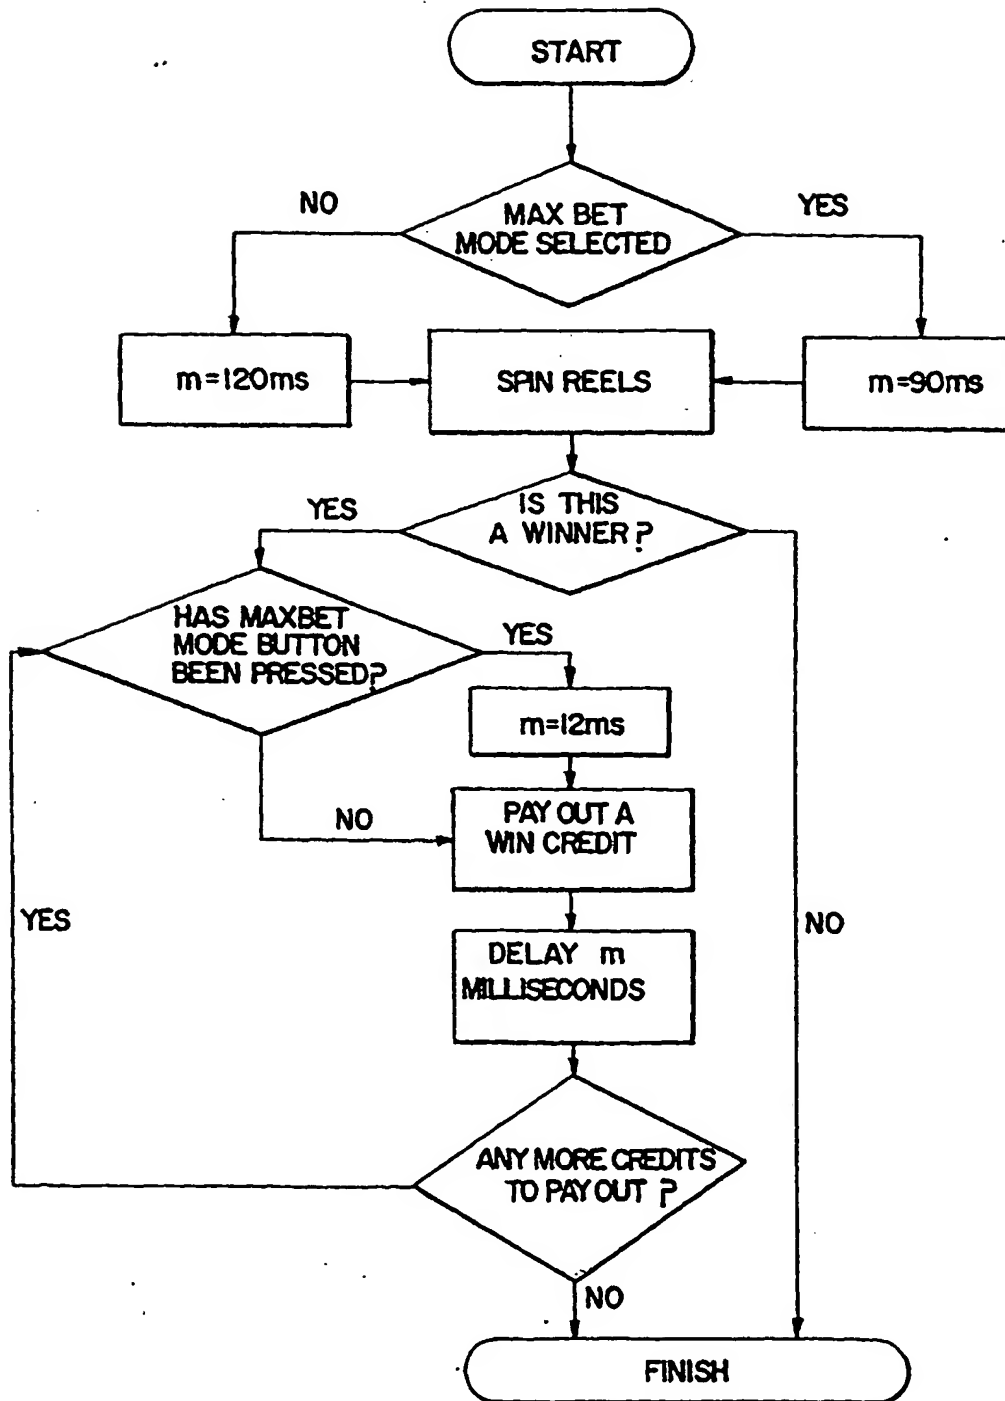 START
NO
YES
MAX BET
MODE SELECTED
m=120ms
SPIN REELS
m=90ms
YES
IS THIS
A WINNER?
HAS MAXBET
MODE BUTTON
BEEN PRESSED?
YES
m=12ms
NO
PAY OUT A
WIN CREDIT
YES
NO
DELAY m
MILLISECONDS
ANY MORE CREDITS
TO PAY OUT ?
NO
FINISH